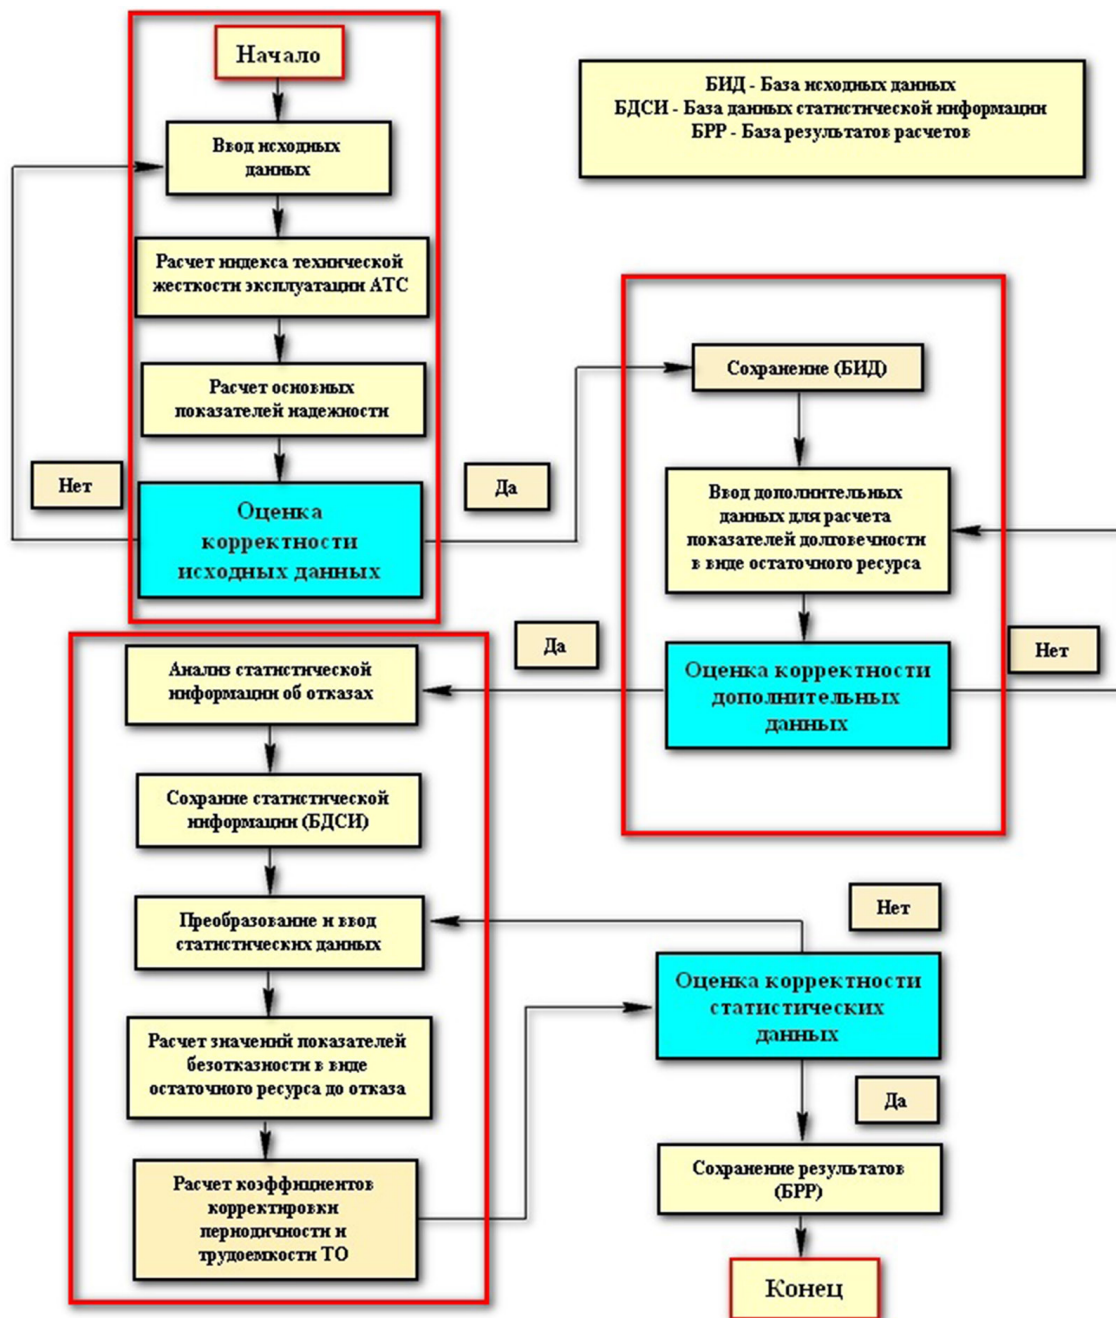 Начало
Ввод исходных
данных
Расчет индекса технической
жесткости эксплуатации АТС
Расчет основных
показателей надежности
Нет
Да
Оценка
корректности
исходных данных
БИД - База исходных данных
БДСИ - База данных статистической информации
БРР - База результатов расчетов
Сохранение (БИД)
Ввод дополнительных
данных для расчета
показателей долговечности
в виде остаточного ресурса
Да
Нет
Оценка корректности
дополнительных
данных
Анализ статистической
информации об отказах
Сохрание статистической
информации (БДСИ)
Преобразование и ввод
статистических данных
Расчет значений показателей
безотказности в виде
остаточного ресурса до отказа
Расчет коэффициентов
корректировки
периодичности и
трудоемкости ТО
Нет
Оценка корректности
статистических
данных
Да
Сохранение результатов
(БРР)
Конец